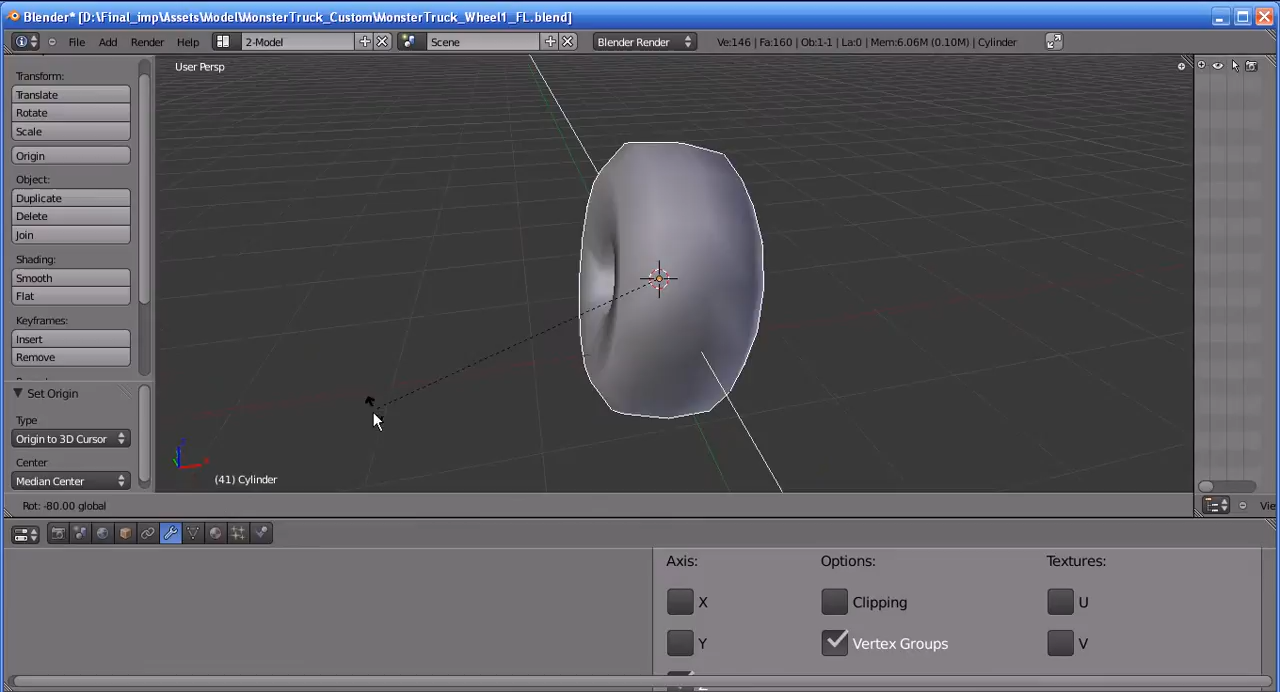 Blender* [D:\Final_imp\Assets\Model\MonsterTruck_Custom\MonsterTruck_Wheel1_FL.blend]
File Add Render Help 2-Model Scene Blender Render Ve:146 | Fa:160 | Ob:1-1 | La:0 | Mem:6.06M (0.10M) | Cylinder
User Persp
Transform:
Translate
Rotate
Scale
Origin
Object:
Duplicate
Delete
Join
Shading:
Smooth
Flat
Keyframes:
Insert
Remove
Set Origin
Type
Origin to 3D Cursor
Center
Median Center
(41) Cylinder
Rot: -80.00 global
Vie
Axis: Options: Textures:
X Clipping U
Y Vertex Groups V